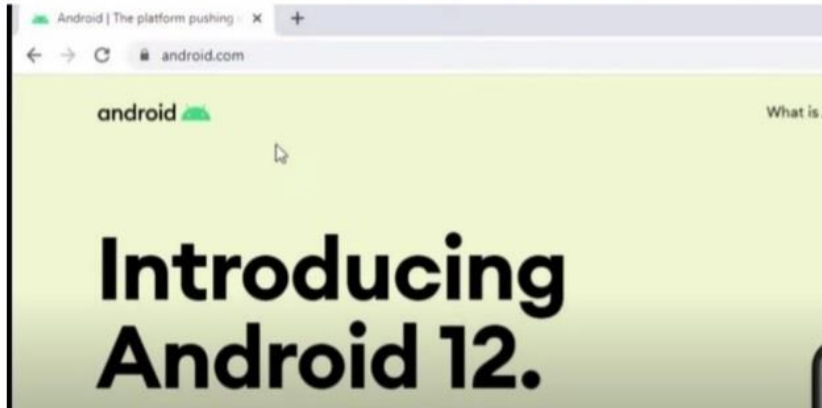 Android | The platform pushing
android.com
android
What is
Introducing
Android 12.